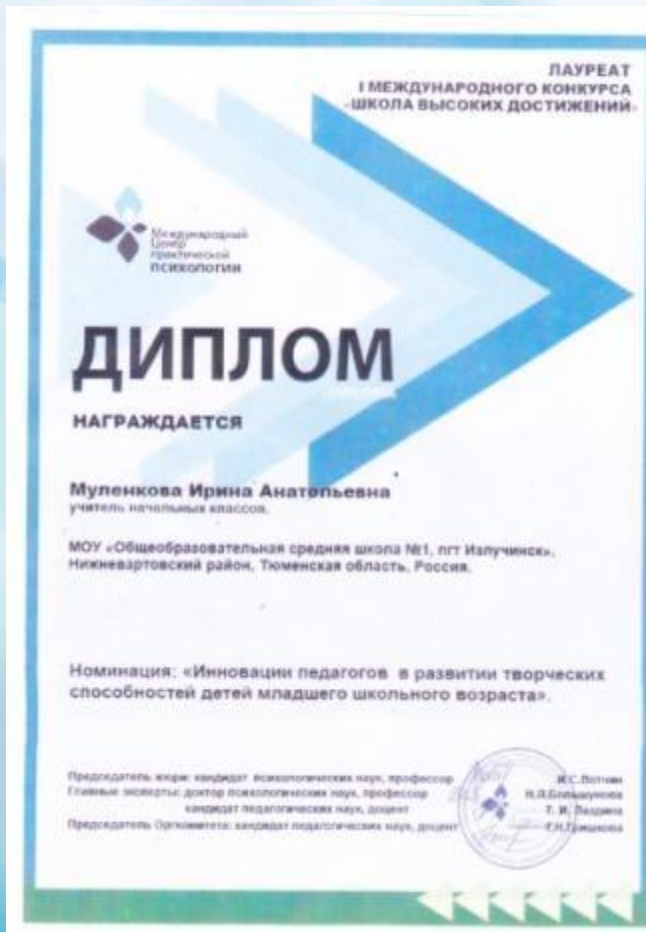 ЛАУРЕАТ
I МЕЖДУНАРОДНОГО КОНКУРСА
«ШКОЛА ВЫСОКИХ ДОСТИЖЕНИЙ»
Международный
Центр
практической
ПСИХОЛОГИИ
ДИПЛОМ
НАГРАЖДАЕТСЯ
Муленкова Ирина Анатольевна
учитель начальных классов,
МОУ «Общеобразовательная средняя школа №1, пгт Излучинск»,
Нижневартовский район, Тюменская область, Россия.
Номинация: «Инновации педагогов в развитии творческих
способностей детей младшего школьного возраста».
Председатель жюри: кандидат психологических наук, профессор
Главные эксперты: доктор психологических наук, профессор
кандидат педагогических наук, доцент Т. И.
Председатель Оргкомитета: кандидат педагогических наук, доцент Г.Н.Гришкова